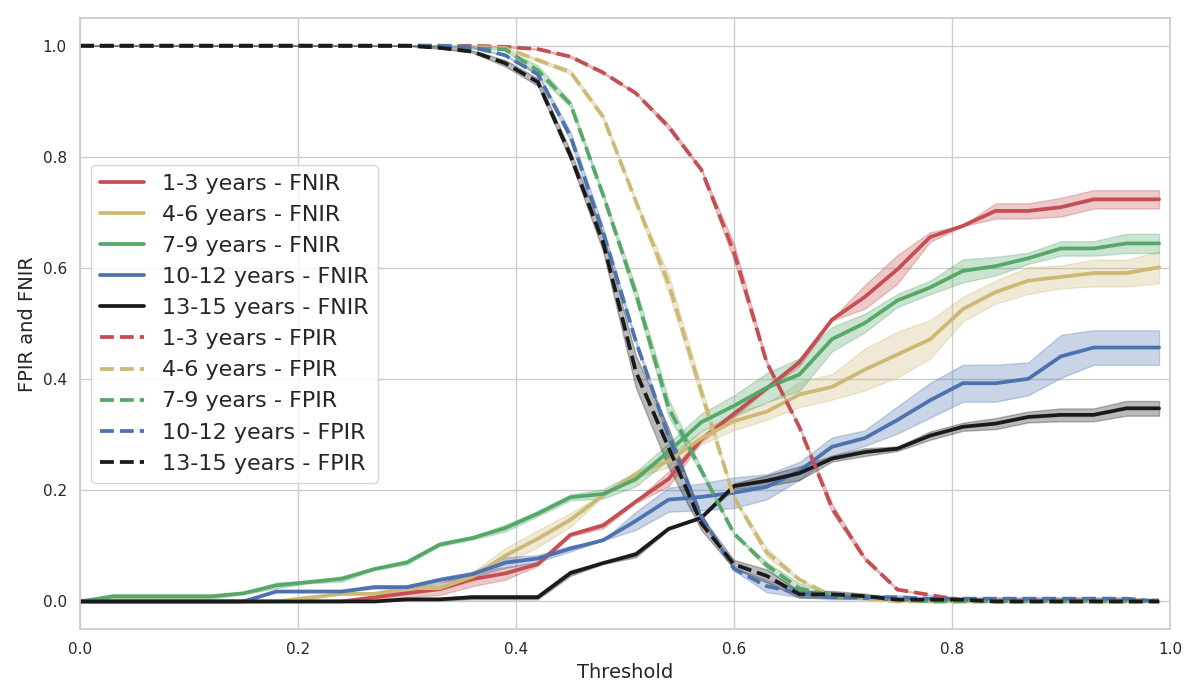 1.0
0.8
0.6
0.4
0.2
0.0
FPIR and FNIR
1-3 years - FNIR
4-6 years - FNIR
7-9 years - FNIR
10-12 years - FNIR
13-15 years - FNIR
1-3 years - FPIR
4-6 years - FPIR
7-9 years - FPIR
10-12 years - FPIR
13-15 years - FPIR
0.0 0.2 0.4 0.6 0.8 1.0
Threshold